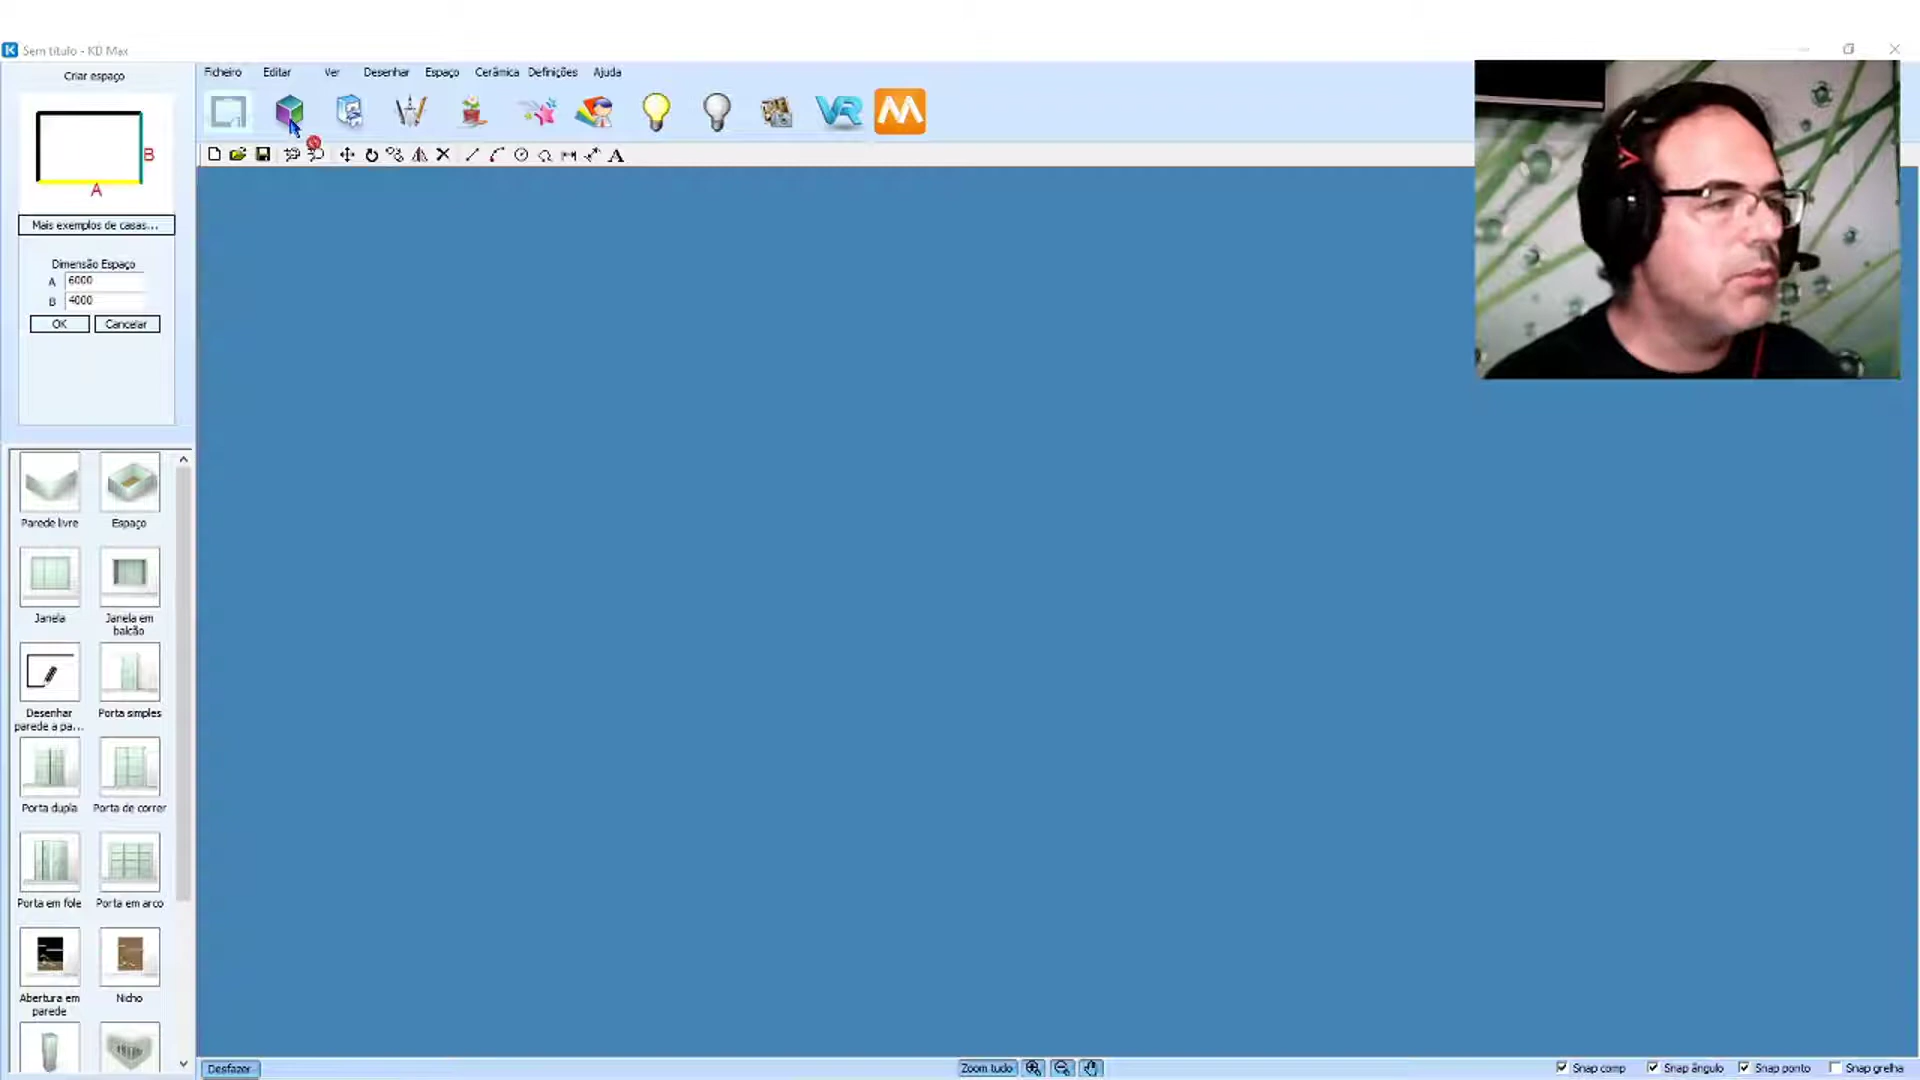 Sem título - KD Max
Criar espaço
Ficheiro Editar Ver Desenhar Espaço Cerâmica Definições Ajuda
B
A
VR
M
Mais exemplos de casas...
A
Dimensão Espaço
A 6000
B 4000
OK Cancelar
Parede livre Espaço
Janela Janela em balcão
Desenhar parede a pa... Porta simples
Porta dupla Porta de correr
Porta em fole Porta em arco
Abertura em parede Nicho
Desfazer Zoom tudo Snap comp Snap ângulo Snap ponto Snap grelha